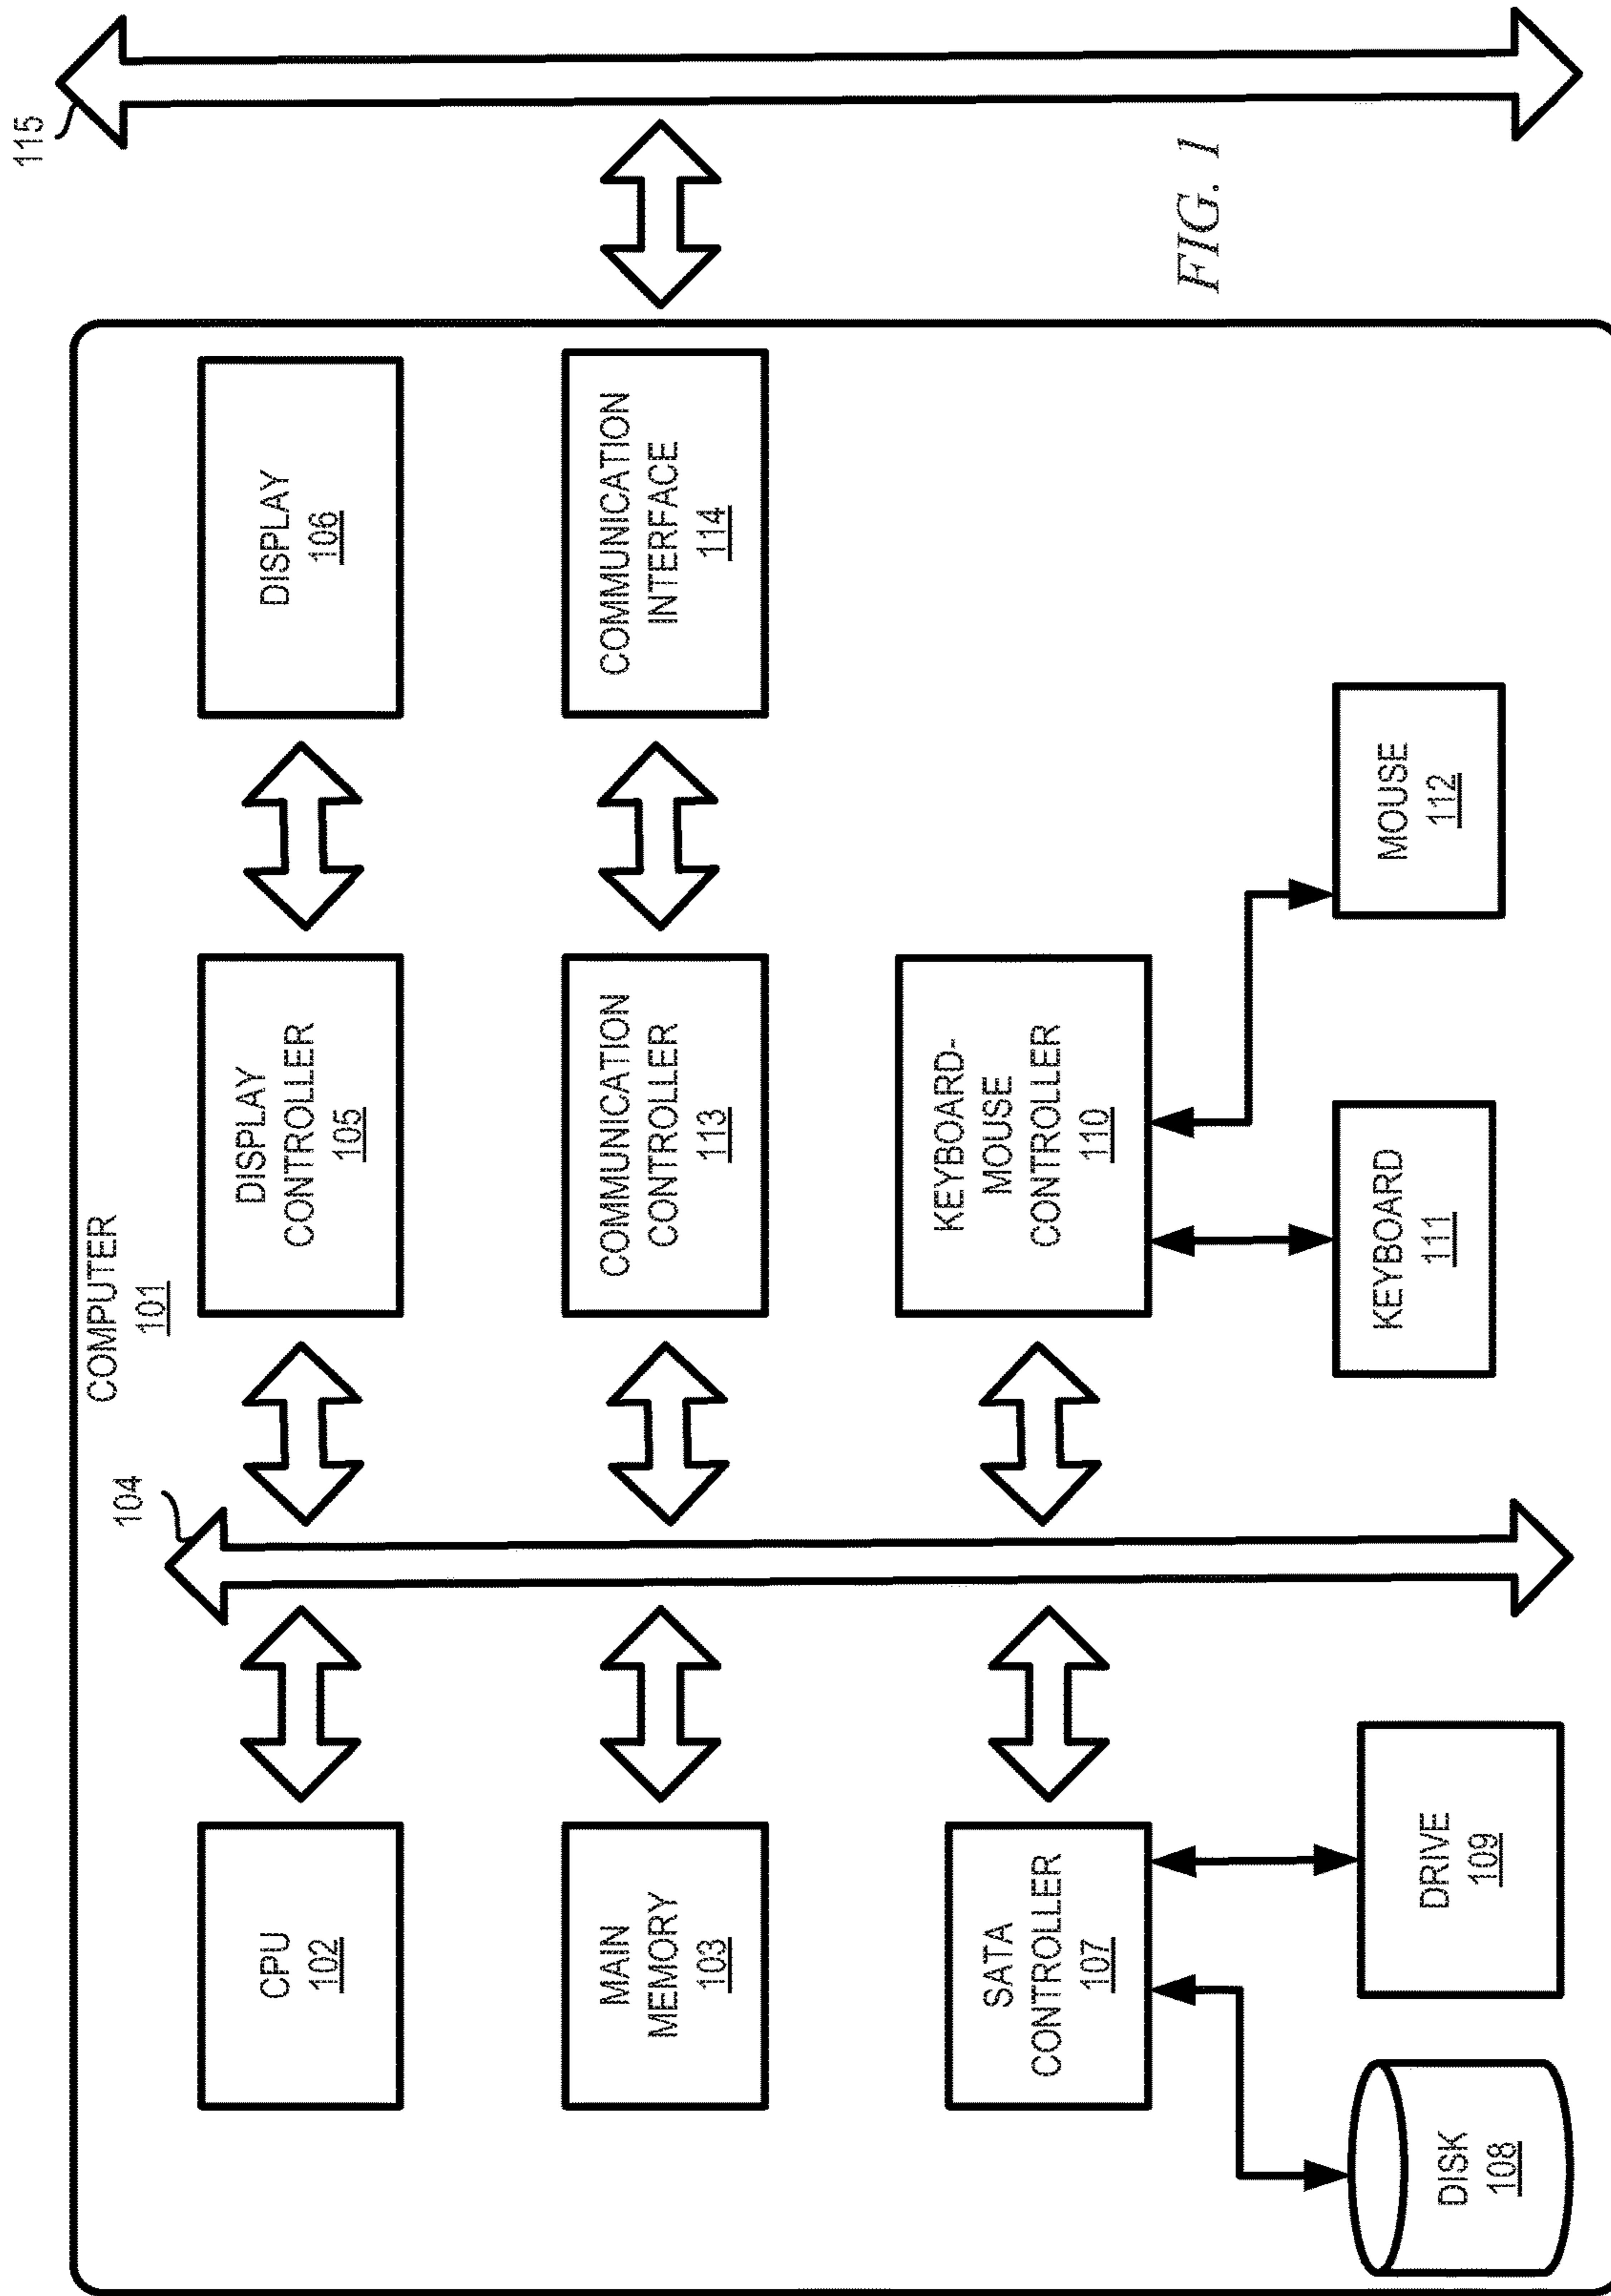 COMPUTER
101
104
115
CPU
102
DISPLAY
CONTROLLER
105
DISPLAY
106
MAIN
MEMORY
103
COMMUNICATION
CONTROLLER
113
COMMUNICATION
INTERFACE
114
SATA
CONTROLLER
107
KEYBOARD-
MOUSE
CONTROLLER
110
DISK
108
DRIVE
109
KEYBOARD
111
MOUSE
112
FIG. 1